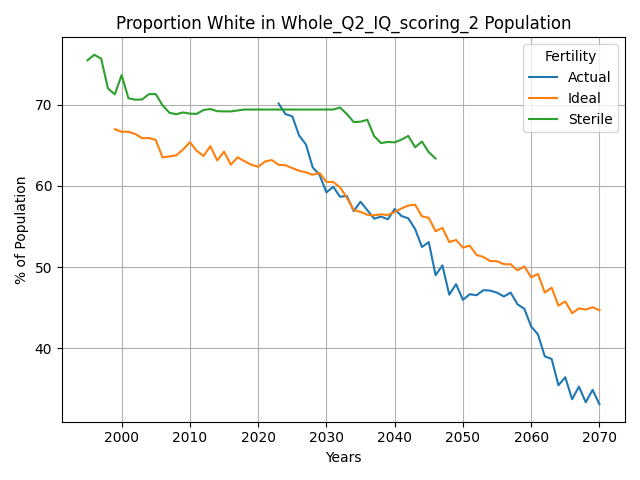 Proportion White in Whole_Q2_IQ_scoring_2 Population
Fertility
Actual
Ideal
Sterile
% of Population
70
60
50
40
2000 2010 2020 2030 2040 2050 2060 2070
Years